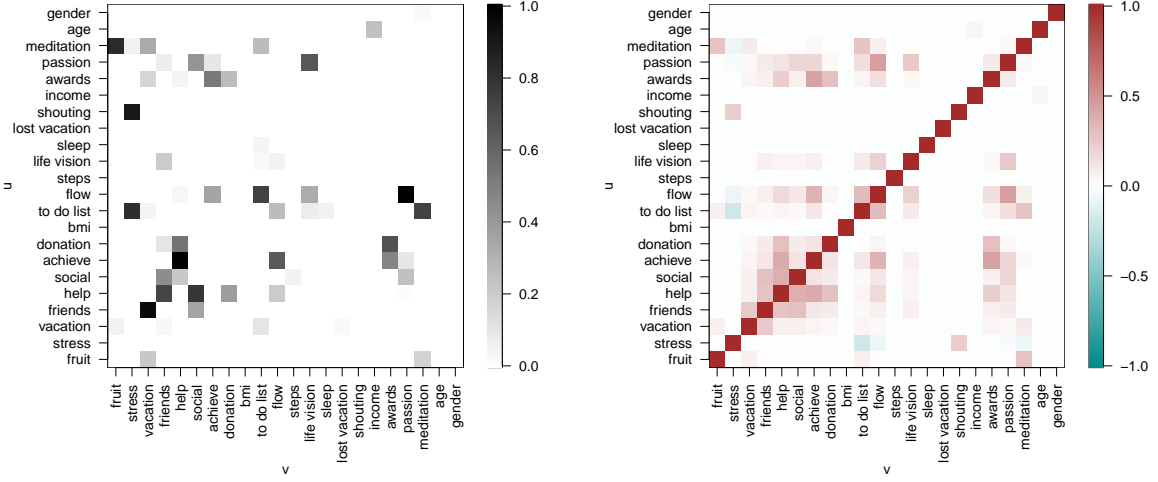 gender
age
meditation
passion
awards
income
shouting
lost vacation
sleep
life vision
steps
flow
to do list
bmi
donation
achieve
social
help
friends
vacation
stress
fruit
u
fruit
stress
vacation
friends
help
social
achieve
donation
bmi
to do list
flow
steps
life vision
sleep
lost vacation
shouting
income
awards
passion
meditation
age
gender
v
1.0
0.8
0.6
0.4
0.2
0.0
gender
age
meditation
passion
awards
income
shouting
lost vacation
sleep
life vision
steps
flow
to do list
bmi
donation
achieve
social
help
friends
vacation
stress
fruit
u
fruit
stress
vacation
friends
help
social
achieve
donation
bmi
to do list
flow
steps
life vision
sleep
lost vacation
shouting
income
awards
passion
meditation
age
gender
v
1.0
0.5
0.0
−0.5
−1.0